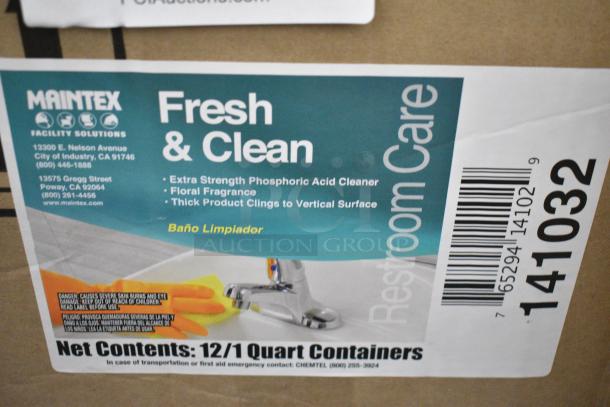 PCIAuctions.com
MAINTEX
FACILITY SOLUTIONS
13300 E. Nelson Avenue
City of Industry, CA 91746
(800) 446-1888
13575 Gregg Street
Poway, CA 92064
(800) 261-4456
www.maintex.com
Fresh
& Clean
• Extra Strength Phosphoric Acid Cleaner
• Floral Fragrance
• Thick Product Clings to Vertical Surface
Baño Limpiador
Restroom Care
AUCTION GROUP
DANGER: CAUSES SEVERE SKIN BURNS AND EYE
DAMAGE. KEEP OUT OF REACH OF CHILDREN.
READ LABEL BEFORE USE.
PELIGRO: PROVOCA QUEMADURAS SEVERAS DE LA PIEL Y
DAÑO A LOS OJOS. MANTENER FUERA DEL ALCANCE DE
LOS NIÑOS. LEA LA ETIQUETA ANTES DE USAR.
Net Contents: 12/1 Quart Containers
In case of transportation or first aid emergency contact: CHEMTEL (800) 255-3924
7 65294 14102 9
141032